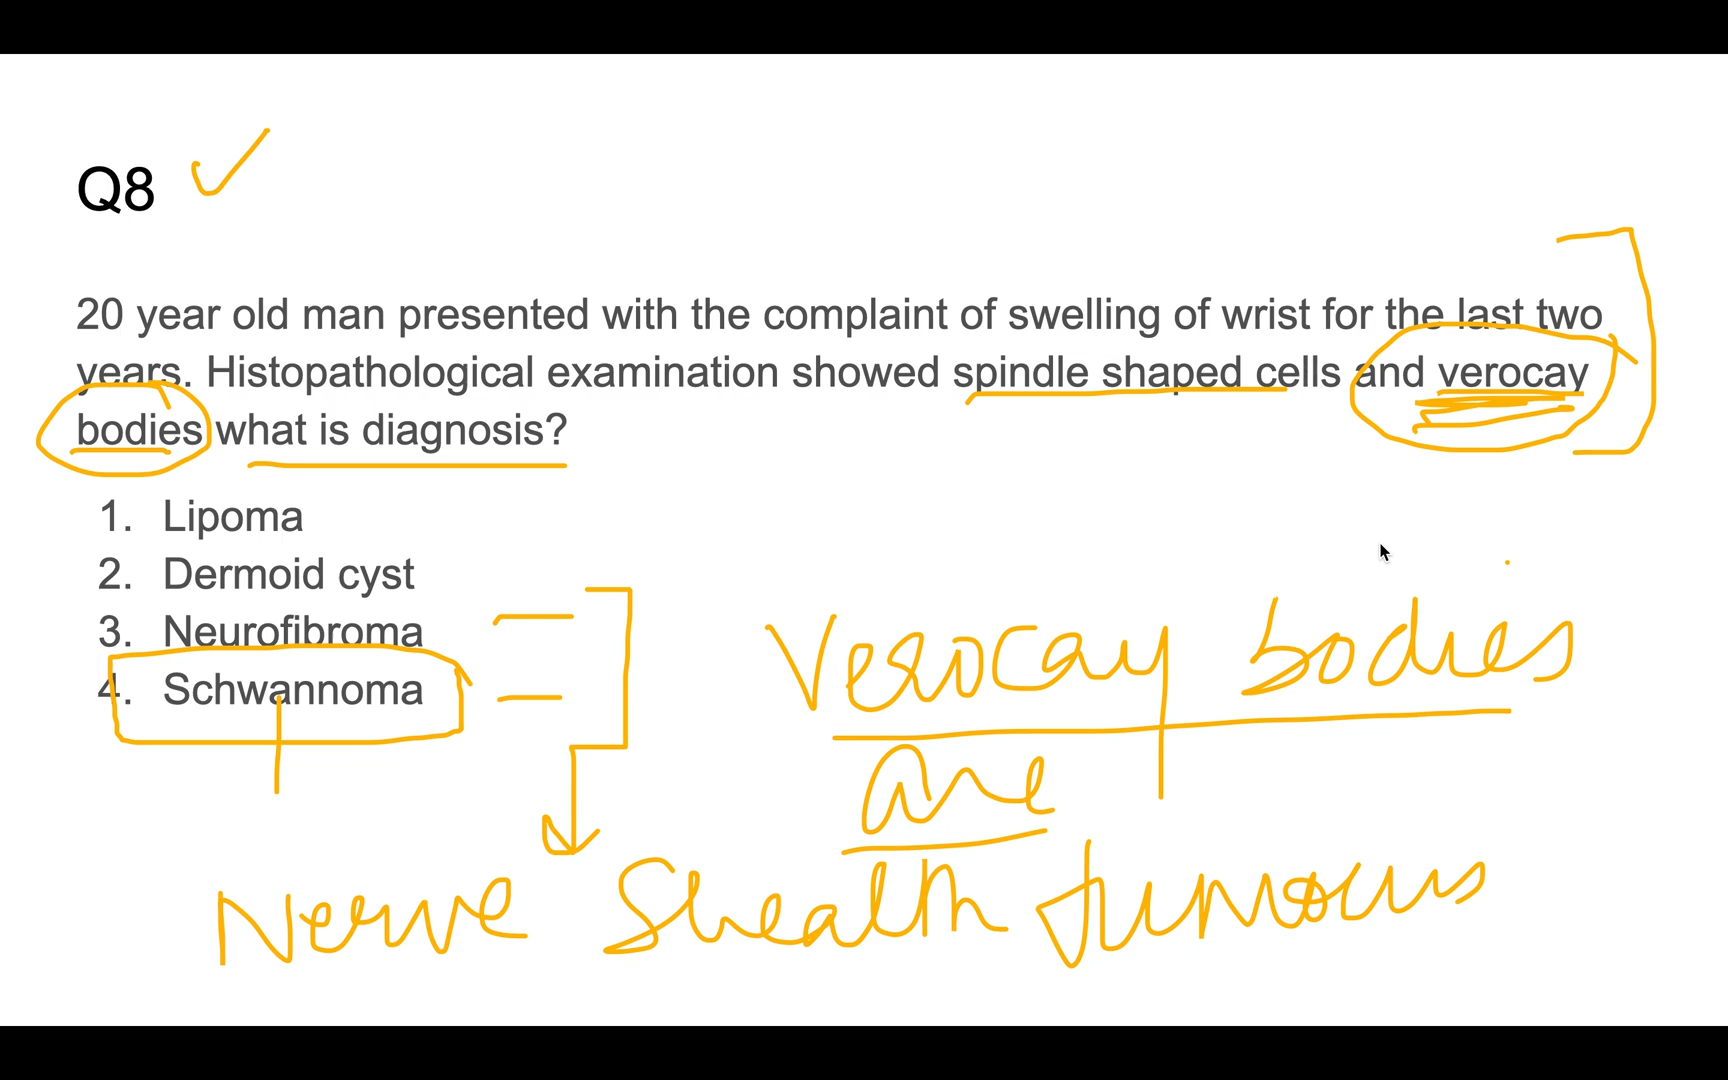 Q8
20 year old man presented with the complaint of swelling of wrist for the last two
years. Histopathological examination showed spindle shaped cells and verocay
bodies what is diagnosis?
1. Lipoma
2. Dermoid cyst
3. Neurofibroma
4. Schwannoma
Verocay bodies
are
Nerve Sheath tumours